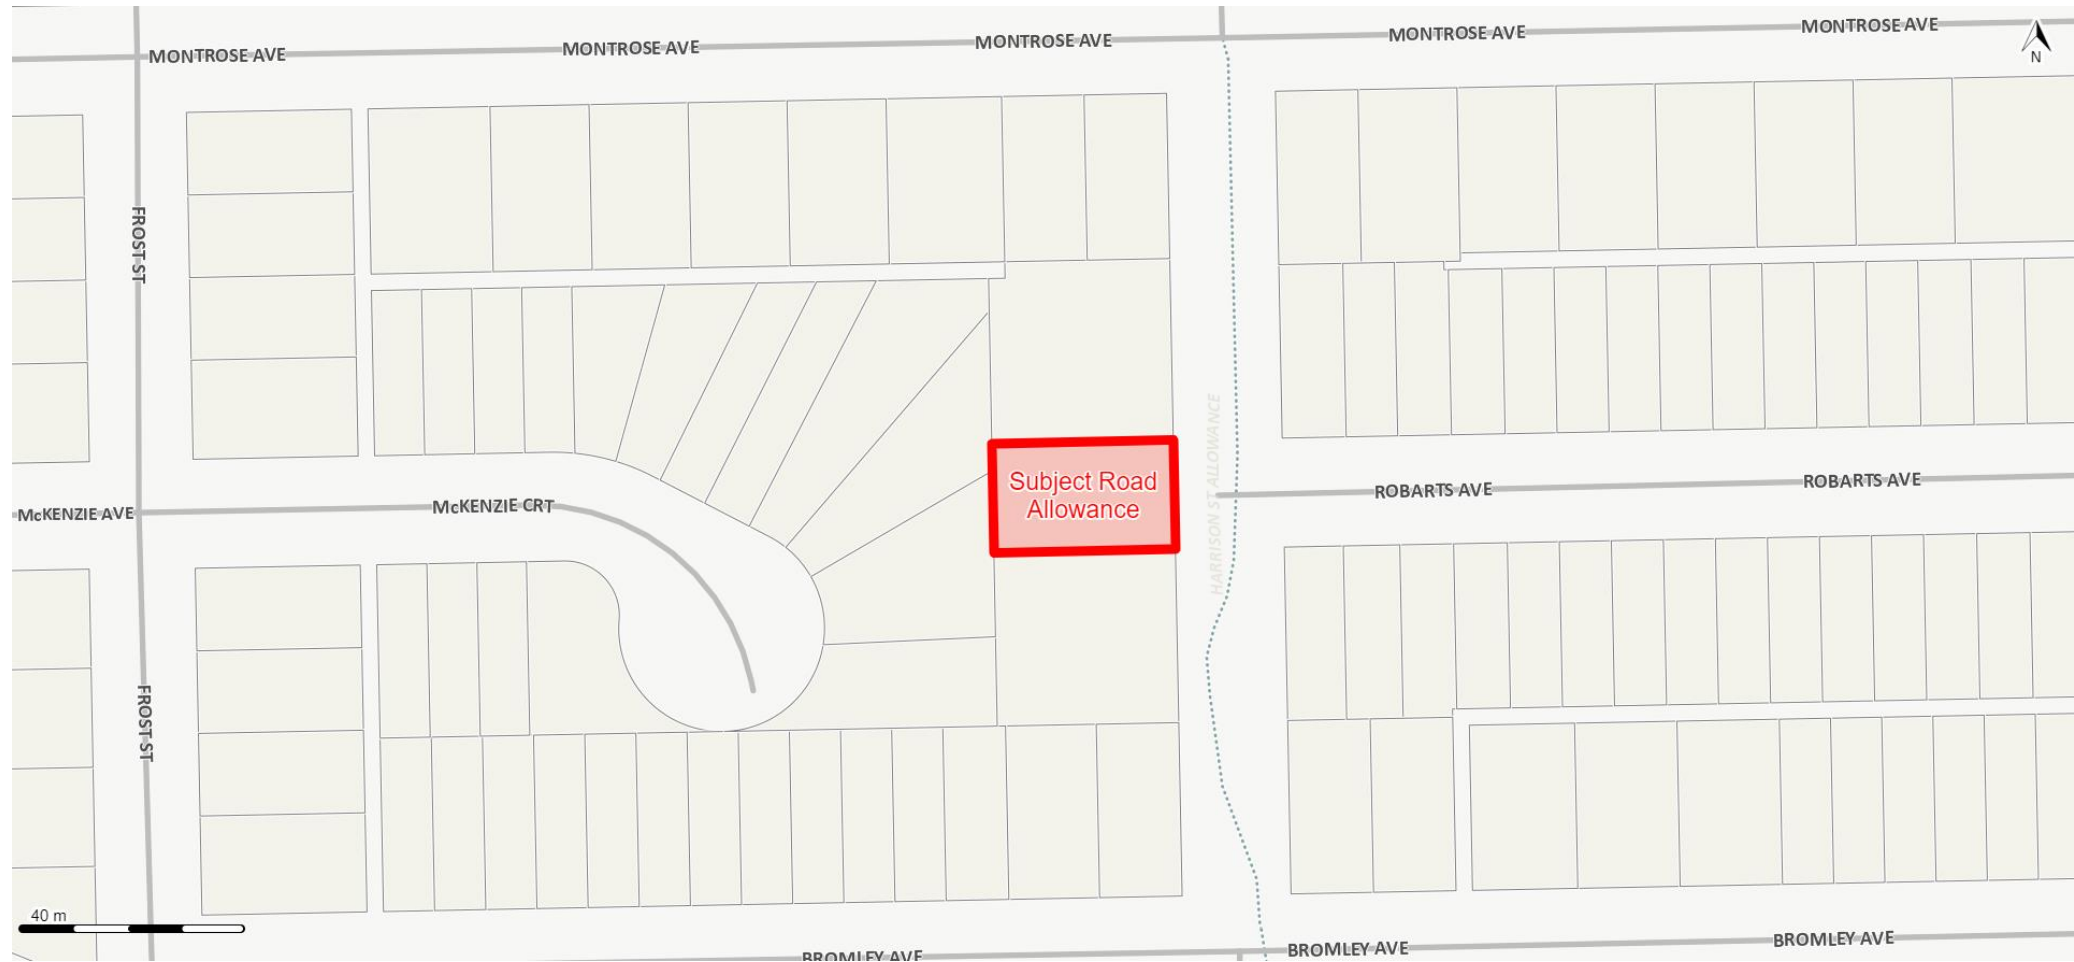 MONTROSE AVE
MONTROSE AVE
MONTROSE AVE
MONTROSE AVE
MONTROSE AVE
N
FROST ST
HARRISON ST ALLOWANCE
Subject Road
Allowance
McKENZIE AVE
McKENZIE CRT
ROBARTS AVE
ROBARTS AVE
FROST ST
40 m
BROMLEY AVE
BROMLEY AVE
BROMLEY AVE